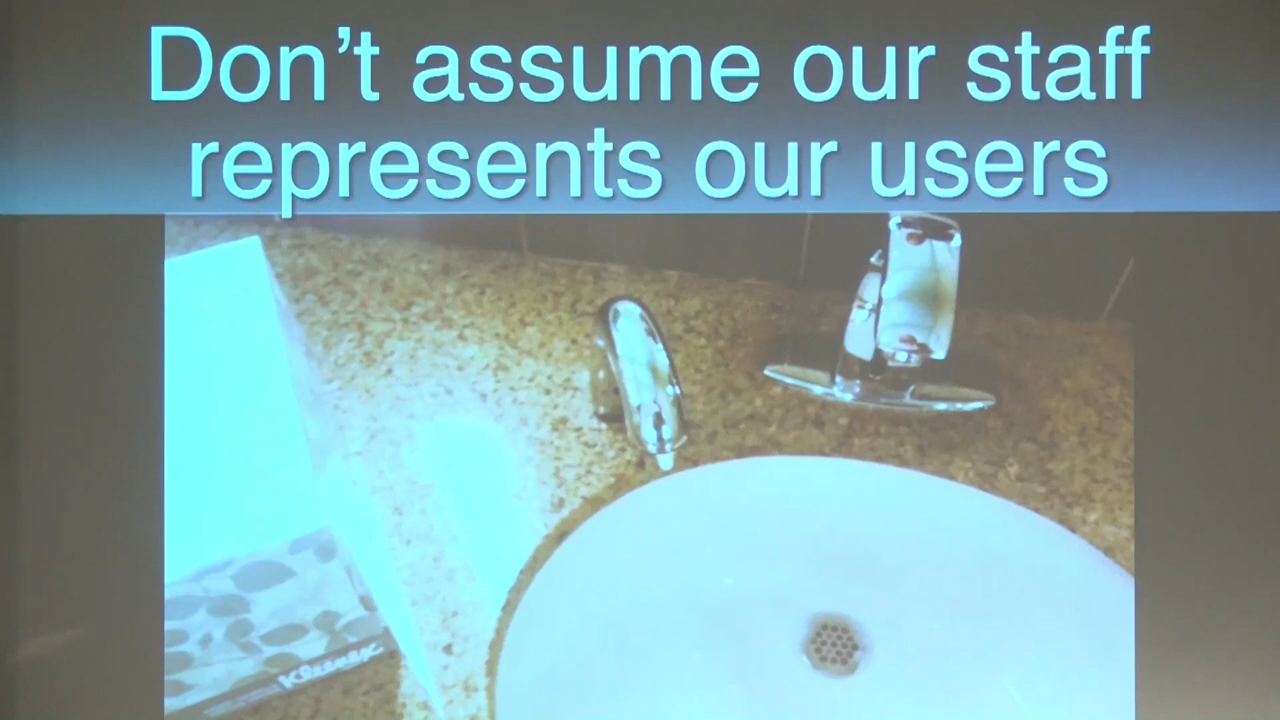 Don’t assume our staff
represents our users
Kleenex